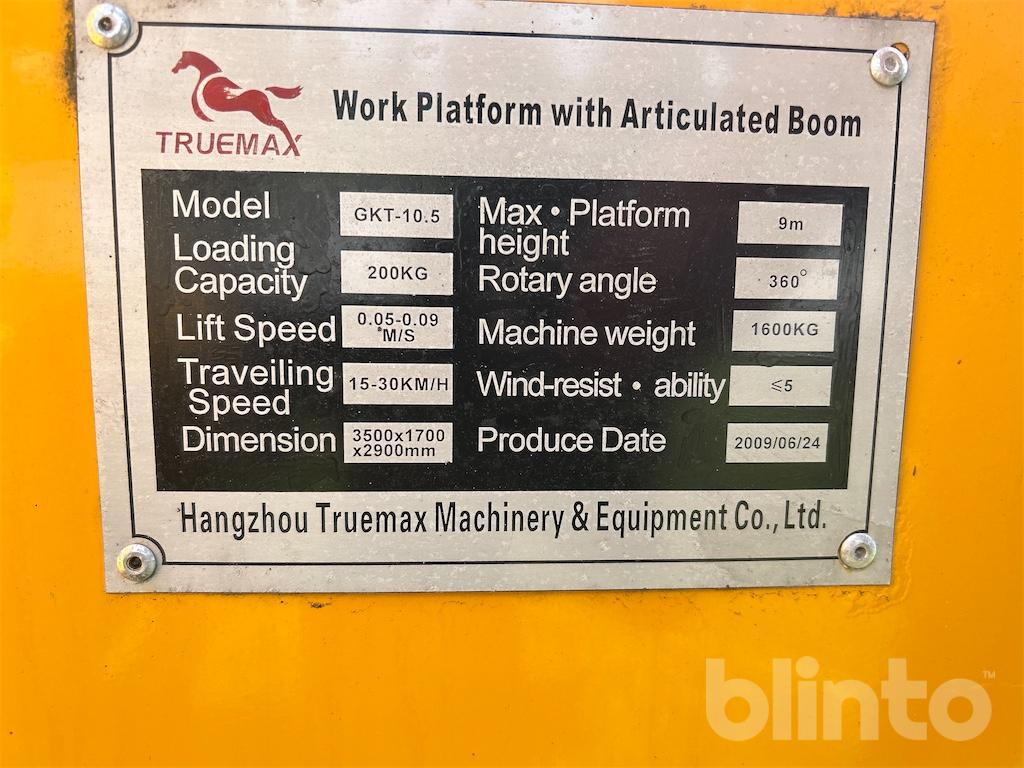 TRUEMAX
Work Platform with Articulated Boom
Model GKT-10.5
Loading
Capacity 200KG
Lift Speed 0.05-0.09
M/S
Traveiling
Speed 15-30KM/H
Dimension 3500x1700
x2900mm
Max・Platform
height 9m
Rotary angle 360°
Machine weight 1600KG
Wind-resist・ability ≤5
Produce Date 2009/06/24
Hangzhou Truemax Machinery & Equipment Co., Ltd.
blinto™